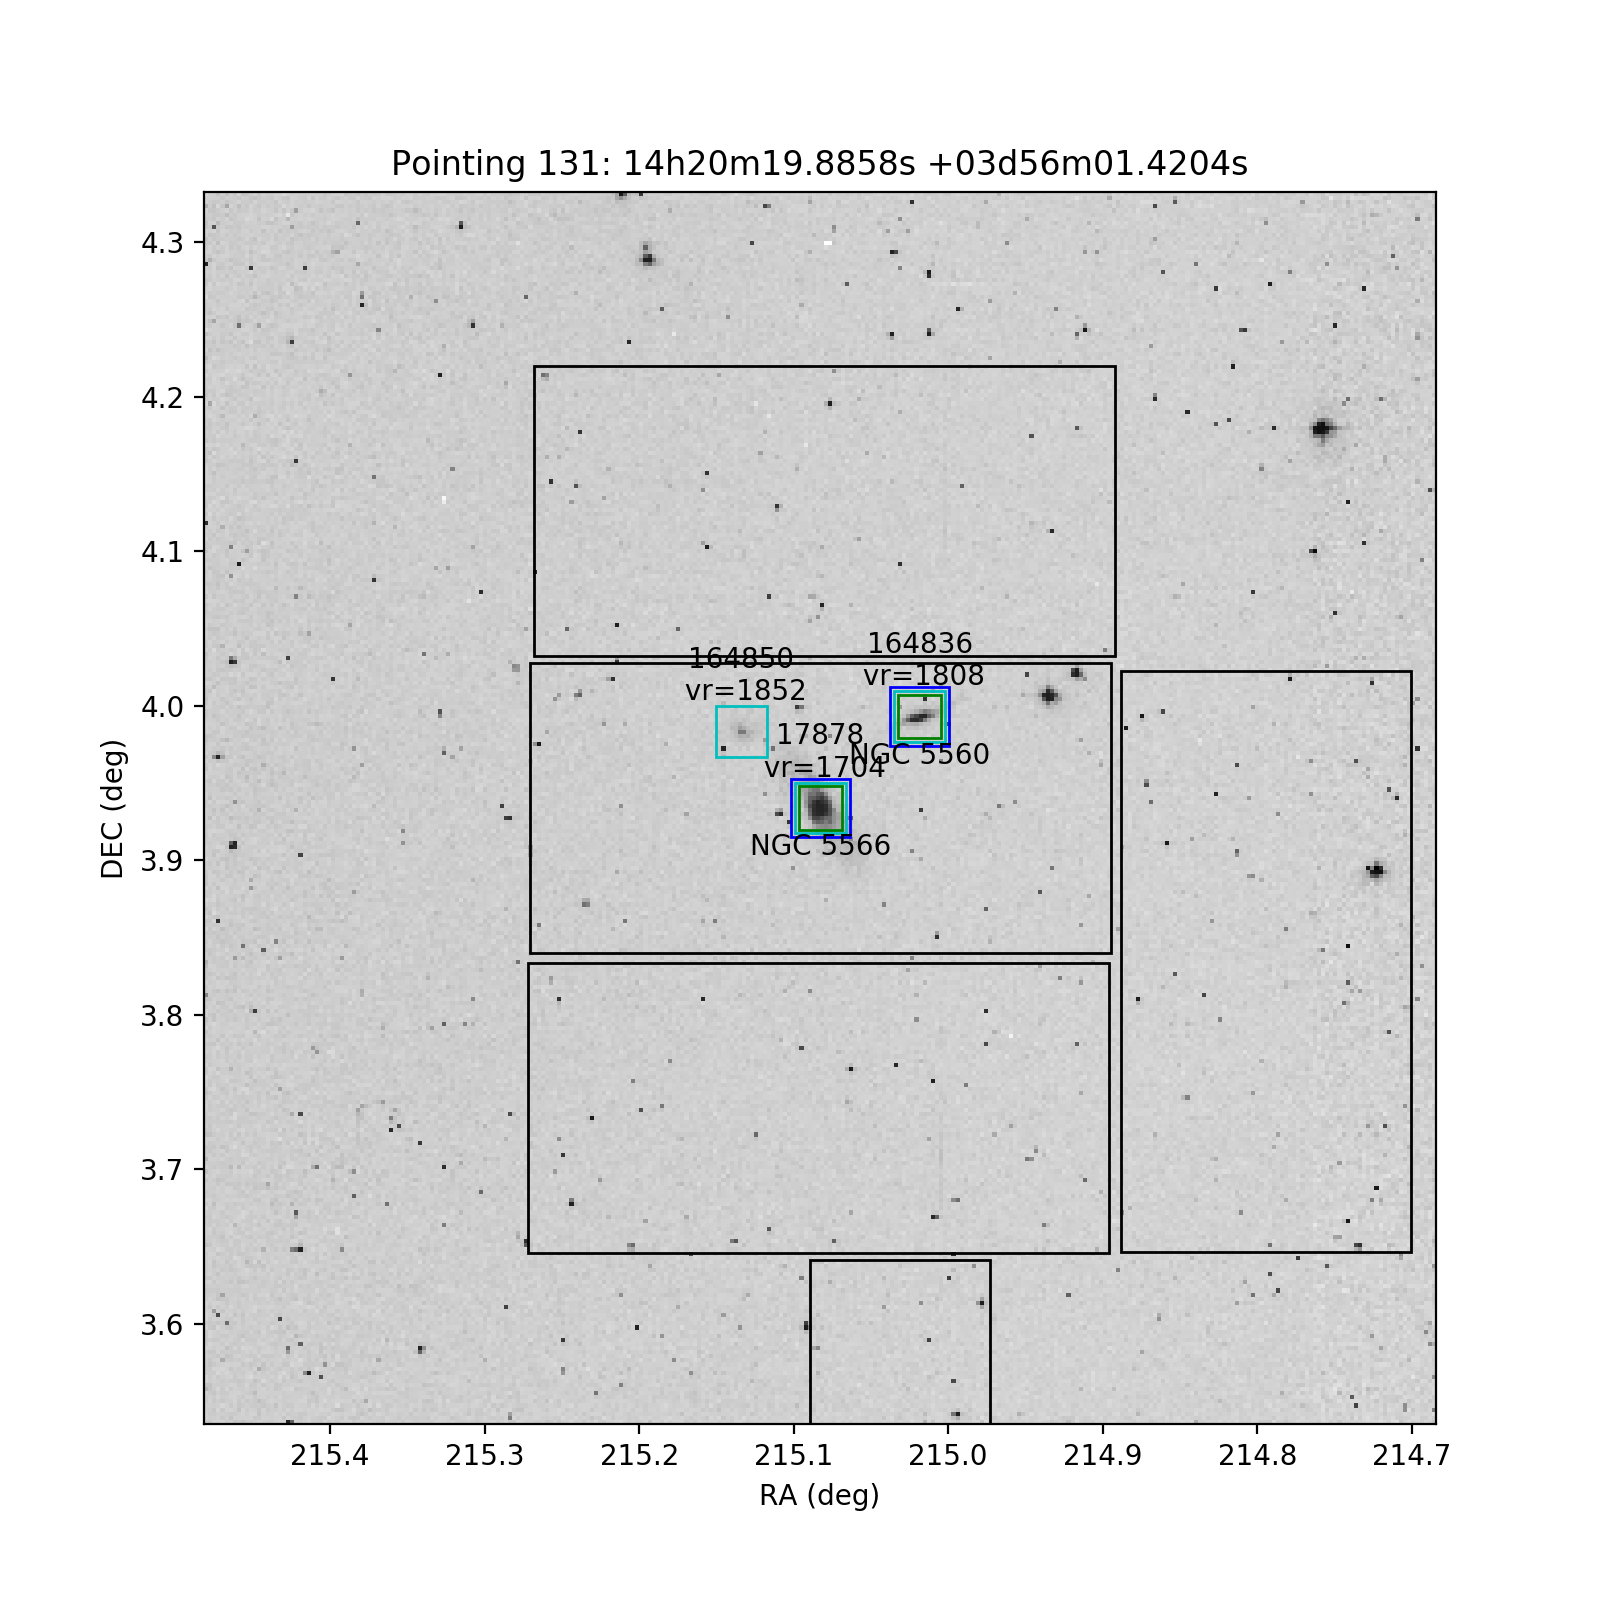 Pointing 131: 14h20m19.8858s +03d56m01.4204s
4.3
4.2
4.1
4.0
3.9
3.8
3.7
3.6
DEC (deg)
164836
vr=1808
164850
vr=1852
NGC 5560
17878
vr=1704
NGC 5566
215.4
215.3
215.2
215.1
215.0
214.9
214.8
214.7
RA (deg)